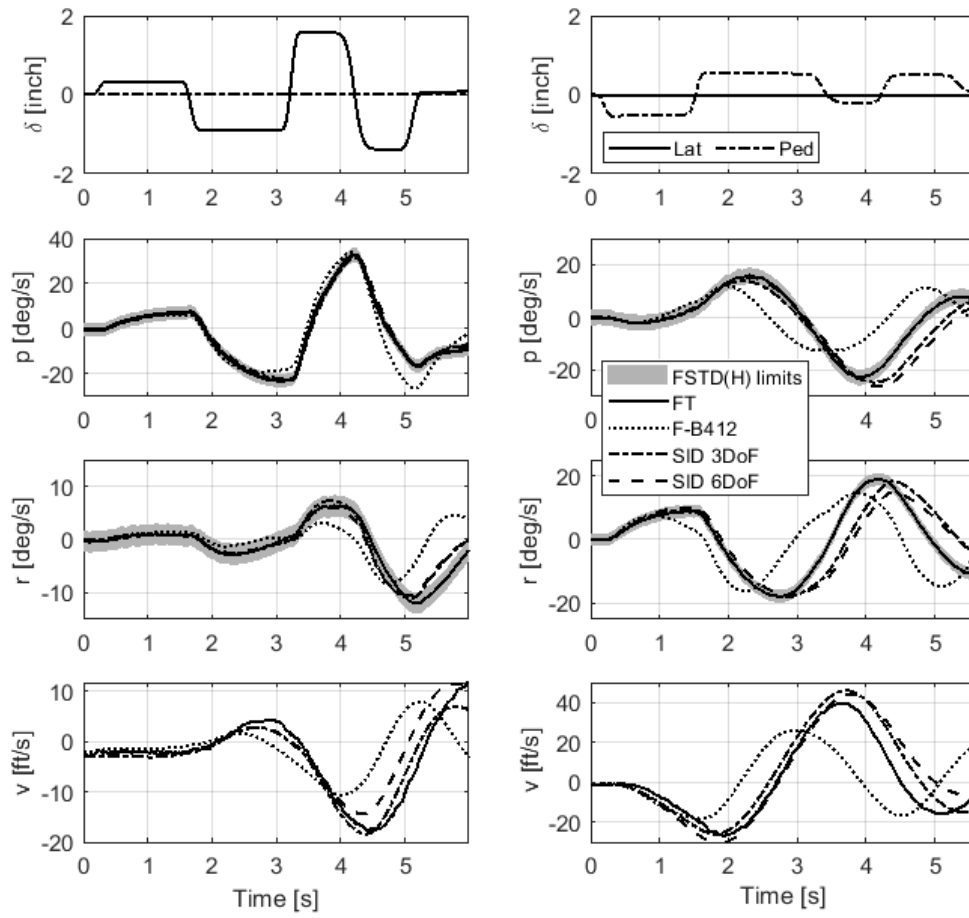 δ [inch]
2
0
-2
0 1 2 3 4 5
δ [inch]
2
0
-2
Lat Ped
0 1 2 3 4 5
p [deg/s]
40
20
0
-20
0 1 2 3 4 5
p [deg/s]
20
0
-20
0 1 2 3 4 5
FSTD(H) limits
FT
F-B412
SID 3DoF
SID 6DoF
r [deg/s]
10
0
-10
0 1 2 3 4 5
r [deg/s]
20
0
-20
0 1 2 3 4 5
v [ft/s]
10
0
-10
-20
0 1 2 3 4 5
Time [s]
v [ft/s]
40
20
0
-20
0 1 2 3 4 5
Time [s]